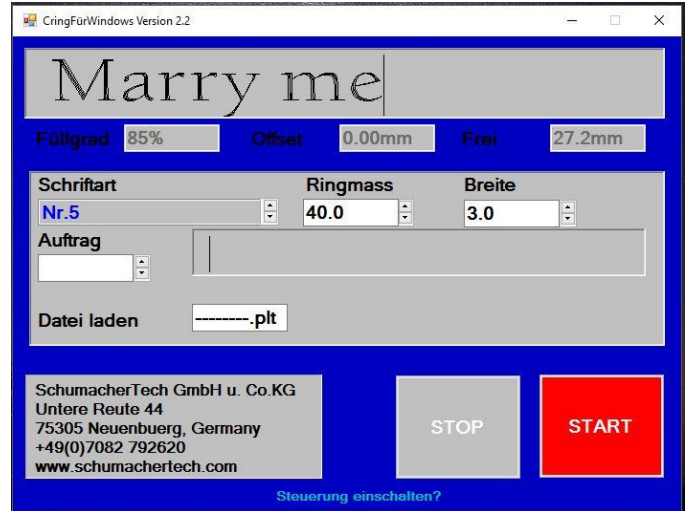 CringFürWindows Version 2.2
Marry me
Füllgrad 85% Offset 0.00mm Frei 27.2mm
Schriftart Ringmass Breite
Nr.5 40.0 3.0
Auftrag
Datei laden --------.plt
SchumacherTech GmbH u. Co.KG
Untere Reute 44
75305 Neuenbuerg, Germany
+49(0)7082 792620
www.schumachertech.com
STOP START
Steuerung einschalten?